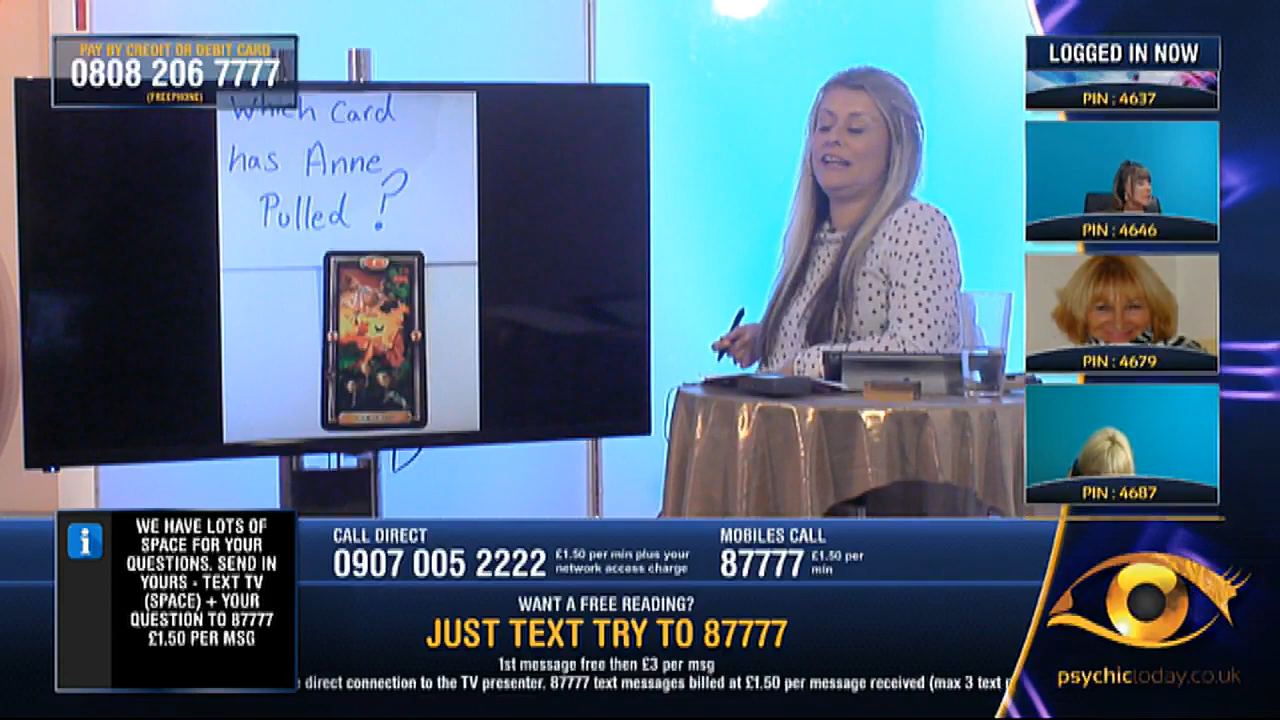 PAY BY CREDIT OR DEBIT CARD
0808 206 7777
(FREEPHONE)
Which Card
has Anne
Pulled ?
!
LOGGED IN NOW
PIN : 4637
PIN : 4646
PIN : 4679
PIN : 4687
WE HAVE LOTS OF
SPACE FOR YOUR
QUESTIONS. SEND IN
YOURS - TEXT TV
(SPACE) + YOUR
QUESTION TO 87777
£1.50 PER MSG
CALL DIRECT
0907 005 2222
£1.50 per min plus your
network access charge
MOBILES CALL
87777
£1.50 per
min
WANT A FREE READING?
JUST TEXT TRY TO 87777
1st message free then £3 per msg
direct connection to the TV presenter. 87777 text messages billed at £1.50 per message received (max 3 text
psychictoday.co.uk